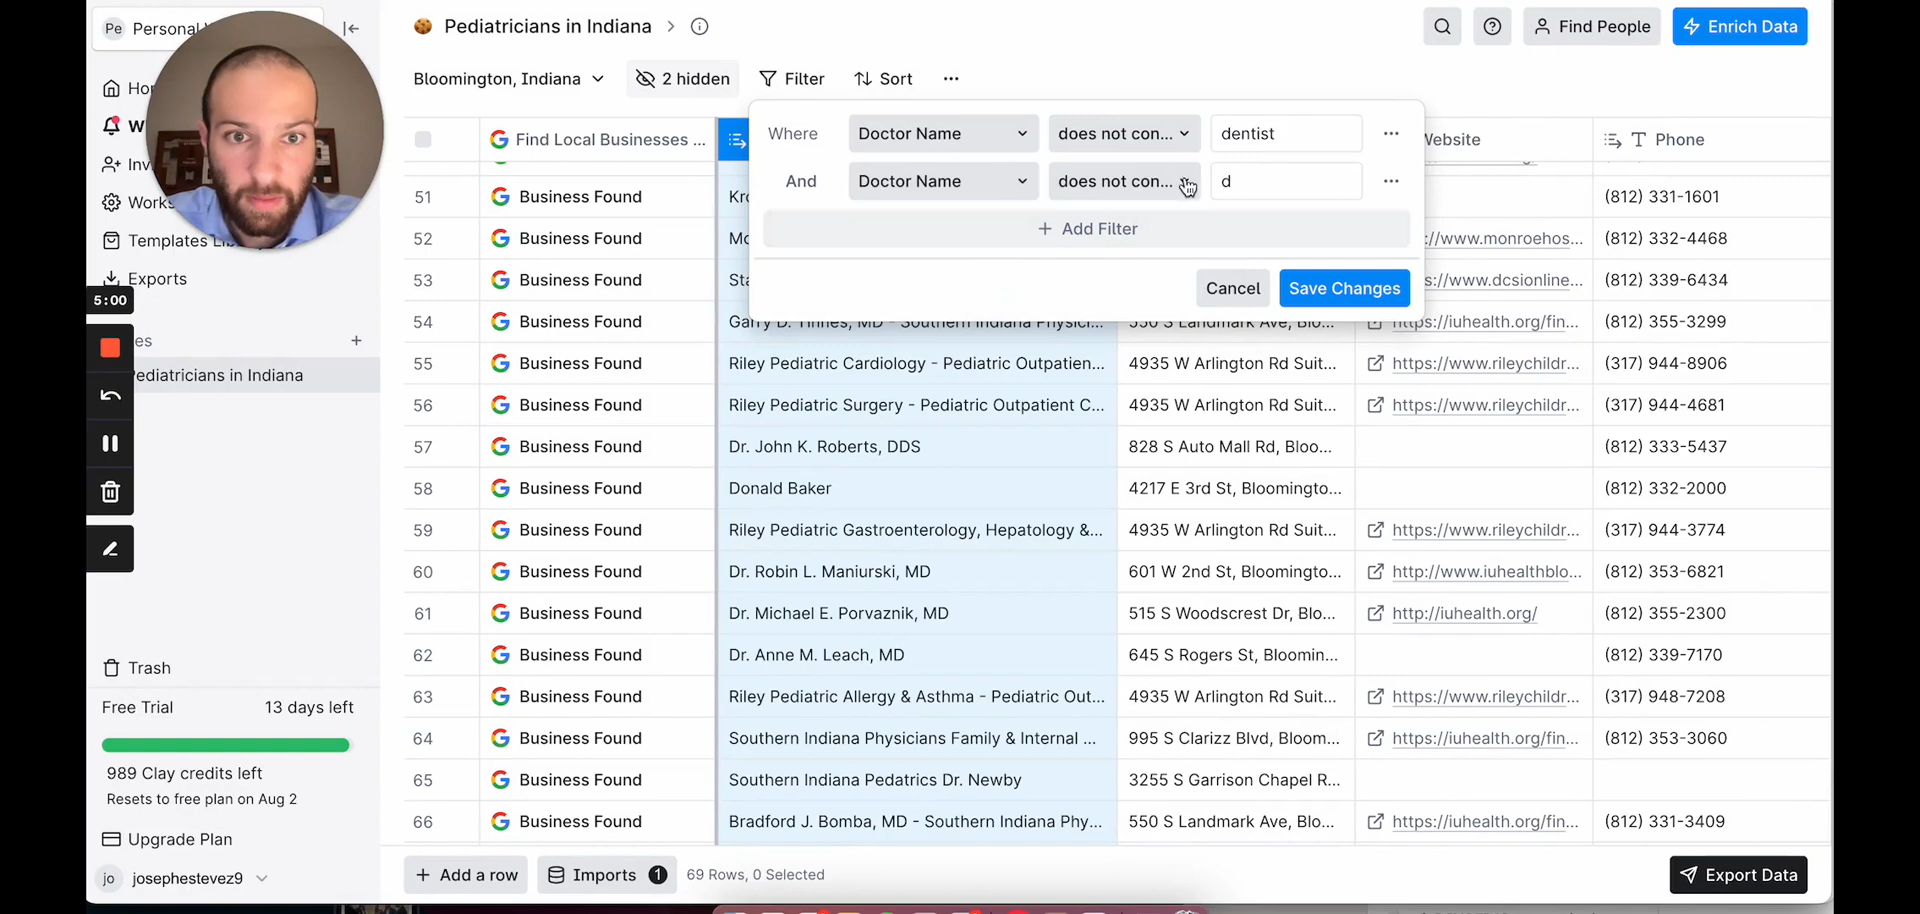 Pe Personal
Pediatricians in Indiana
Find People
Enrich Data
Bloomington, Indiana
2 hidden
Filter
Sort
Where Doctor Name does not con... dentist
And Doctor Name does not con... d
+ Add Filter
Cancel
Save Changes
Find Local Businesses ...
Website
Phone
51 Business Found (812) 331-1601
52 Business Found ://www.monroehos... (812) 332-4468
53 Business Found s://www.dcsionline... (812) 339-6434
54 Business Found Garry D. Tinnes, MD - Southern Indiana Physici... 550 S Landmark Ave, Blo... https://iuhealth.org/fin... (812) 355-3299
55 Business Found Riley Pediatric Cardiology - Pediatric Outpatien... 4935 W Arlington Rd Suit... https://www.rileychildr... (317) 944-8906
56 Business Found Riley Pediatric Surgery - Pediatric Outpatient C... 4935 W Arlington Rd Suit... https://www.rileychildr... (317) 944-4681
57 Business Found Dr. John K. Roberts, DDS 828 S Auto Mall Rd, Bloo... (812) 333-5437
58 Business Found Donald Baker 4217 E 3rd St, Bloomingto... (812) 332-2000
59 Business Found Riley Pediatric Gastroenterology, Hepatology &... 4935 W Arlington Rd Suit... https://www.rileychildr... (317) 944-3774
60 Business Found Dr. Robin L. Maniurski, MD 601 W 2nd St, Bloomingto... http://www.iuhealthblo... (812) 353-6821
61 Business Found Dr. Michael E. Porvaznik, MD 515 S Woodscrest Dr, Blo... http://iuhealth.org/ (812) 355-2300
62 Business Found Dr. Anne M. Leach, MD 645 S Rogers St, Bloomin... (812) 339-7170
63 Business Found Riley Pediatric Allergy & Asthma - Pediatric Out... 4935 W Arlington Rd Suit... https://www.rileychildr... (317) 948-7208
64 Business Found Southern Indiana Physicians Family & Internal ... 995 S Clarizz Blvd, Bloom... https://iuhealth.org/fin... (812) 353-3060
65 Business Found Southern Indiana Pedatrics Dr. Newby 3255 S Garrison Chapel R...
66 Business Found Bradford J. Bomba, MD - Southern Indiana Phy... 550 S Landmark Ave, Blo... https://iuhealth.org/fin... (812) 331-3409
Templates
Exports
5:00
Pediatricians in Indiana
Trash
Free Trial 13 days left
989 Clay credits left
Resets to free plan on Aug 2
Upgrade Plan
jo josephestevez9
+ Add a row
Imports 1
69 Rows, 0 Selected
Export Data